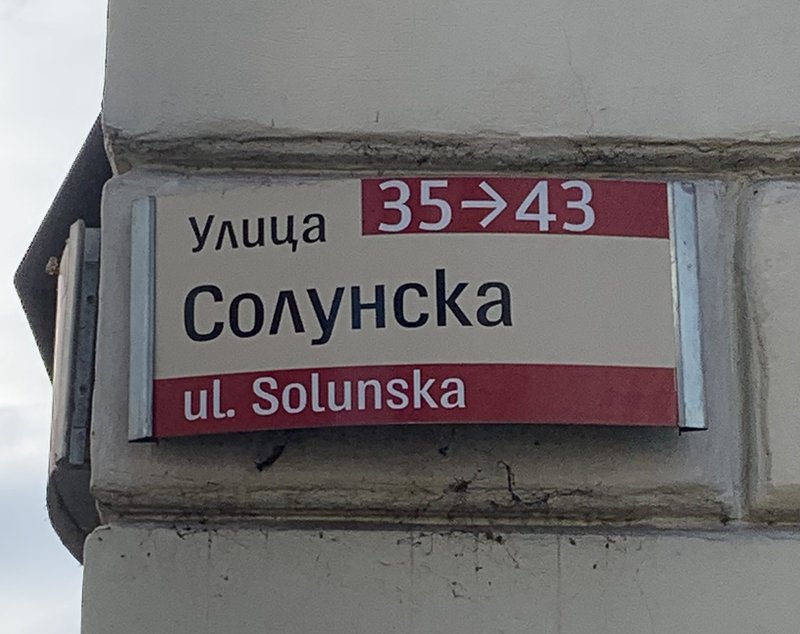 Улица
35→43
Солунска
ul. Solunska